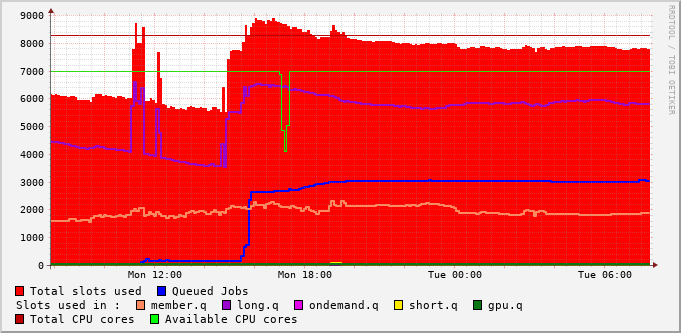 RRDTOOL / TOBI OETIKER
9000
8000
7000
6000
5000
4000
3000
2000
1000
0
Mon 12:00 Mon 18:00 Tue 00:00 Tue 06:00
Total slots used Queued Jobs
Slots used in : member.q long.q ondemand.q short.q gpu.q
Total CPU cores Available CPU cores